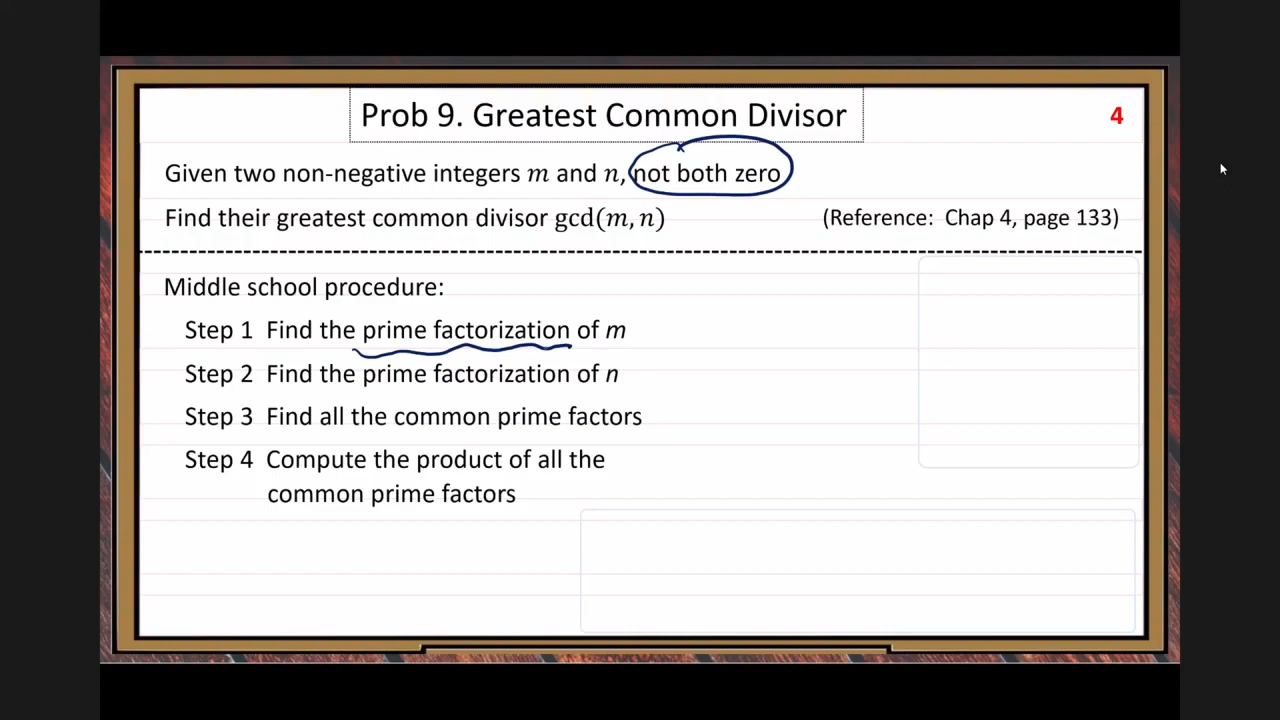 Prob 9. Greatest Common Divisor
4
Given two non-negative integers m and n, not both zero
Find their greatest common divisor gcd(m, n) (Reference: Chap 4, page 133)
Middle school procedure:
Step 1 Find the prime factorization of m
Step 2 Find the prime factorization of n
Step 3 Find all the common prime factors
Step 4 Compute the product of all the
common prime factors